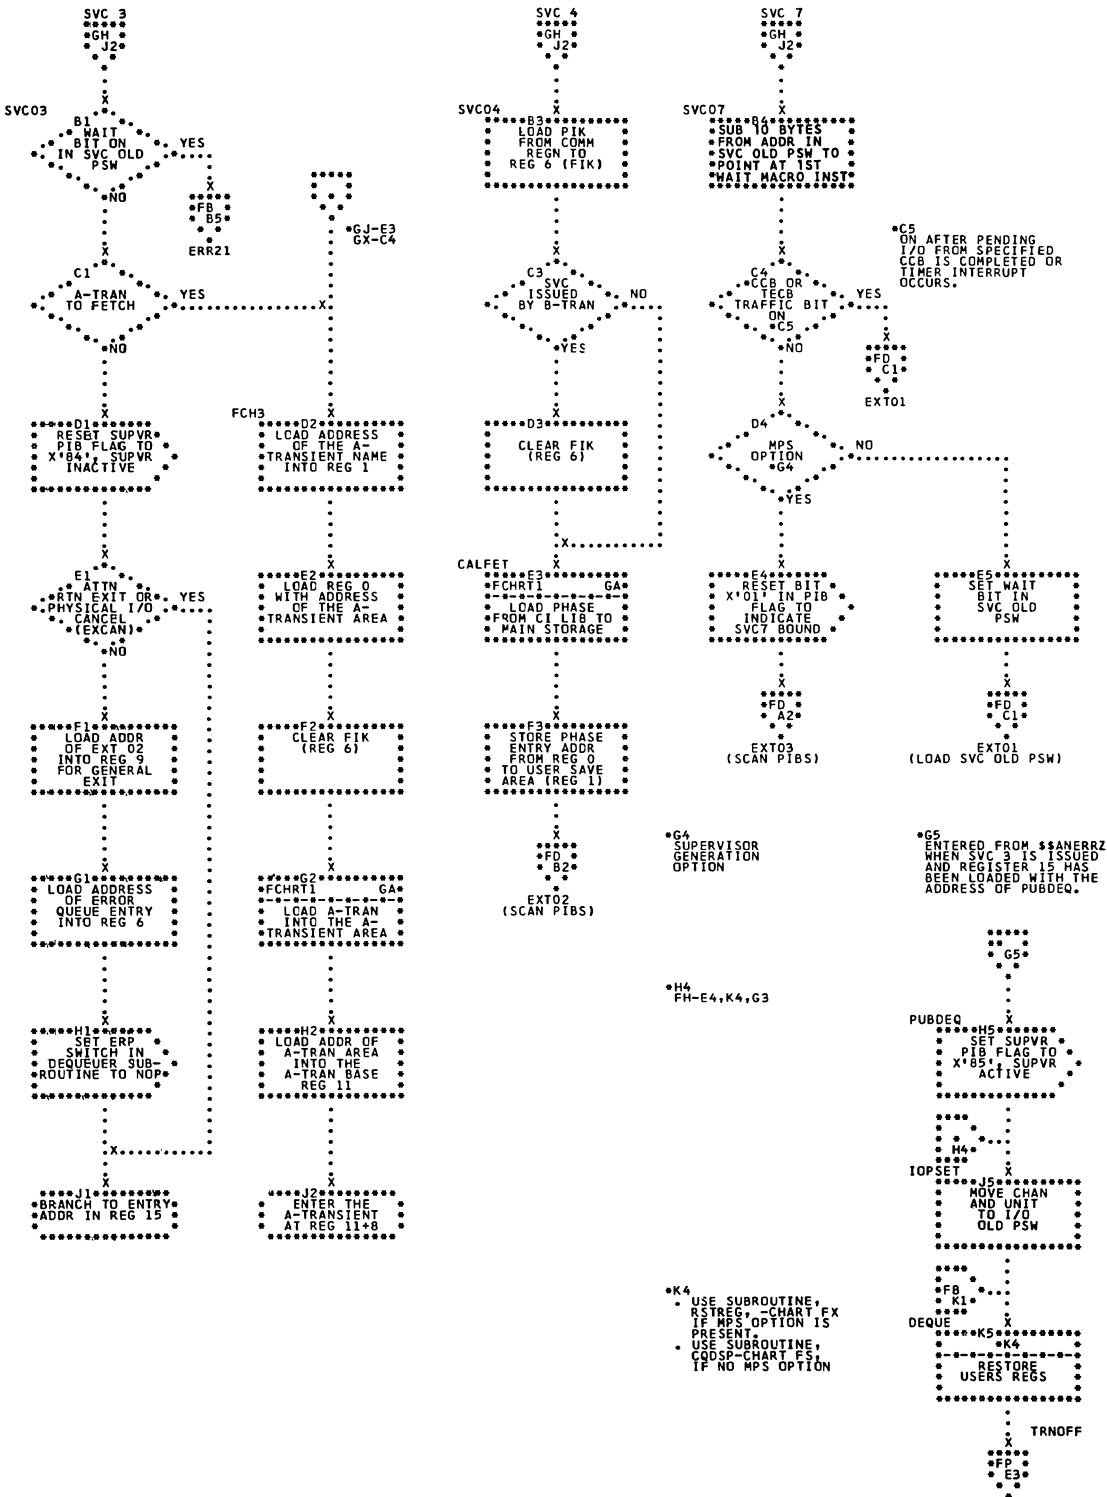 SVC 3
GH
J2
SVC03
B1
WAIT
BIT ON
IN SVC OLD
PSW
YES
NO
FB
B5
ERR21
*GJ-E3
GX-C4
C1
A-TRAN
TO FETCH
YES
NO
D1
RESET SUPVR
PIB FLAG TO
X'84', SUPVR
INACTIVE
E1
ATTN
RTN EXIT OR
PHYSICAL I/O
CANCEL
(EXCAN)
YES
NO
F1
LOAD ADDR
OF EXT 02
INTO REG 9
FOR GENERAL
EXIT
G1
LOAD ADDRESS
OF ERROR
QUEUE ENTRY
INTO REG 6
H1
SET ERP
SWITCH IN
DEQUEUER SUB-
ROUTINE TO NOP
J1
BRANCH TO ENTRY
ADDR IN REG 15
FCH3
D2
LOAD ADDRESS
OF THE A-
TRANSIENT NAME
INTO REG 1
E2
LOAD REG 0
WITH ADDRESS
OF THE A-
TRANSIENT AREA
F2
CLEAR FIK
(REG 6)
G2
FCHRT1 GA
LOAD A-TRAN
INTO THE A-
TRANSIENT AREA
H2
LOAD ADDR OF
A-TRAN AREA
INTO THE
A-TRAN BASE
REG 11
J2
ENTER THE
A-TRANSIENT
AT REG 11+8
SVC 4
GH
J2
SVC04
B3
LOAD PIK
FROM COMM
REGN TO
REG 6 (FIK)
C3
SVC
ISSUED
BY B-TRAN
NO
YES
D3
CLEAR FIK
(REG 6)
CALFET
E3
FCHRT1 GA
LOAD PHASE
FROM CI LIB TO
MAIN STORAGE
F3
STORE PHASE
ENTRY ADDR
FROM REG 0
TO USER SAVE
AREA (REG 1)
FD
B2
EXT02
(SCAN PIBS)
SVC 7
GH
J2
SVC07
B4
SUB 10 BYTES
FROM ADDR IN
SVC OLD PSW TO
POINT AT 1ST
WAIT MACRO INST
*C5
ON AFTER PENDING
I/O FROM SPECIFIED
CCB IS COMPLETED OR
TIMER INTERRUPT
OCCURS.
C4
CCB OR
TECB
TRAFFIC BIT
ON
*C5
YES
NO
FD
C1
EXT01
D4
MPS
OPTION
*G4
NO
YES
E4
RESET BIT
X'01' IN PIB
FLAG TO
INDICATE
SVC7 BOUND
FD
A2
EXT03
(SCAN PIBS)
E5
SET WAIT
BIT IN
SVC OLD
PSW
FD
C1
EXT01
(LOAD SVC OLD PSW)
*G4
SUPERVISOR
GENERATION
OPTION
*G5
ENTERED FROM $$ANERRZ
WHEN SVC 3 IS ISSUED
AND REGISTER 15 HAS
BEEN LOADED WITH THE
ADDRESS OF PUBDEQ.
G5
*H4
FH-E4,K4,G3
PUBDEQ
H5
SET SUPVR
PIB FLAG TO
X'85', SUPVR
ACTIVE
H4
IOPSET
J5
MOVE CHAN
AND UNIT
TO I/O
OLD PSW
*K4
. USE SUBROUTINE,
RSTREG, -CHART FX
IF MPS OPTION IS
PRESENT.
. USE SUBROUTINE,
CQDSP-CHART FS,
IF NO MPS OPTION
FB
K1
DEQUE
K5
*K4
RESTORE
USERS REGS
TRNOFF
FP
E3